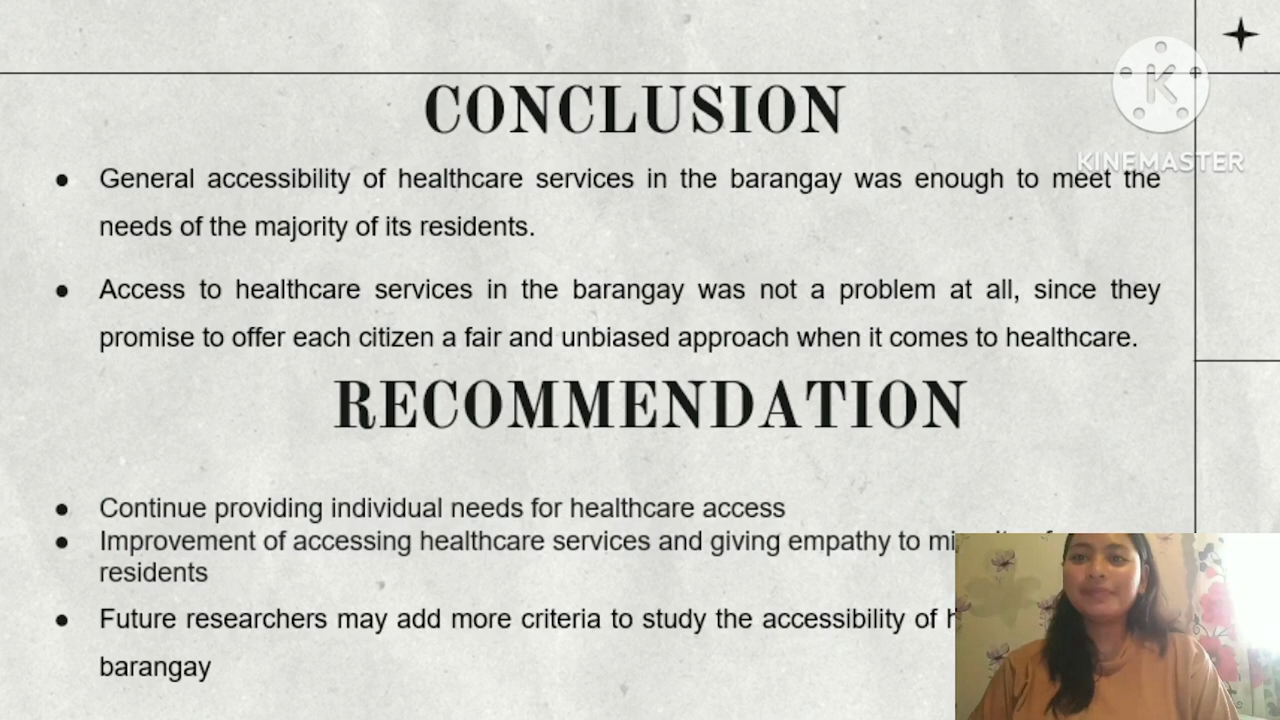 CONCLUSION
K
KINEMASTER
● General accessibility of healthcare services in the barangay was enough to meet the
needs of the majority of its residents.
● Access to healthcare services in the barangay was not a problem at all, since they
promise to offer each citizen a fair and unbiased approach when it comes to healthcare.
RECOMMENDATION
● Continue providing individual needs for healthcare access
● Improvement of accessing healthcare services and giving empathy to
residents
● Future researchers may add more criteria to study the accessibility of
barangay